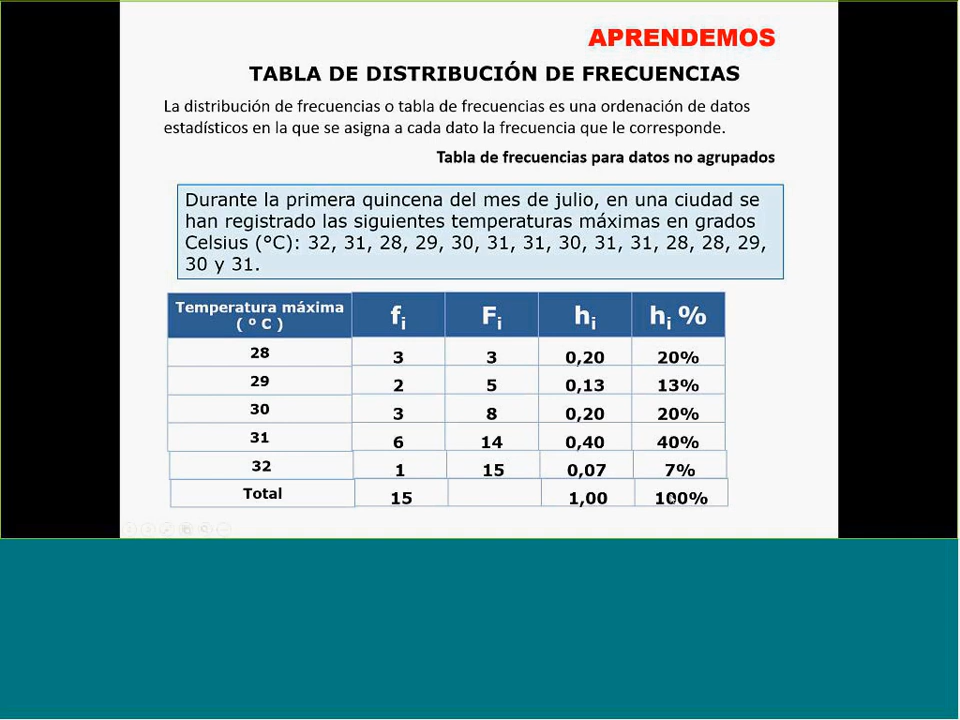 APRENDEMOS
TABLA DE DISTRIBUCIÓN DE FRECUENCIAS
La distribución de frecuencias o tabla de frecuencias es una ordenación de datos
estadísticos en la que se asigna a cada dato la frecuencia que le corresponde.
Tabla de frecuencias para datos no agrupados
Durante la primera quincena del mes de julio, en una ciudad se
han registrado las siguientes temperaturas máximas en grados
Celsius (°C): 32, 31, 28, 29, 30, 31, 31, 30, 31, 31, 28, 28, 29,
30 y 31.
Temperatura máxima
( º C ) fi Fi hi hi %
28 3 3 0,20 20%
29 2 5 0,13 13%
30 3 8 0,20 20%
31 6 14 0,40 40%
32 1 15 0,07 7%
Total 15 1,00 100%